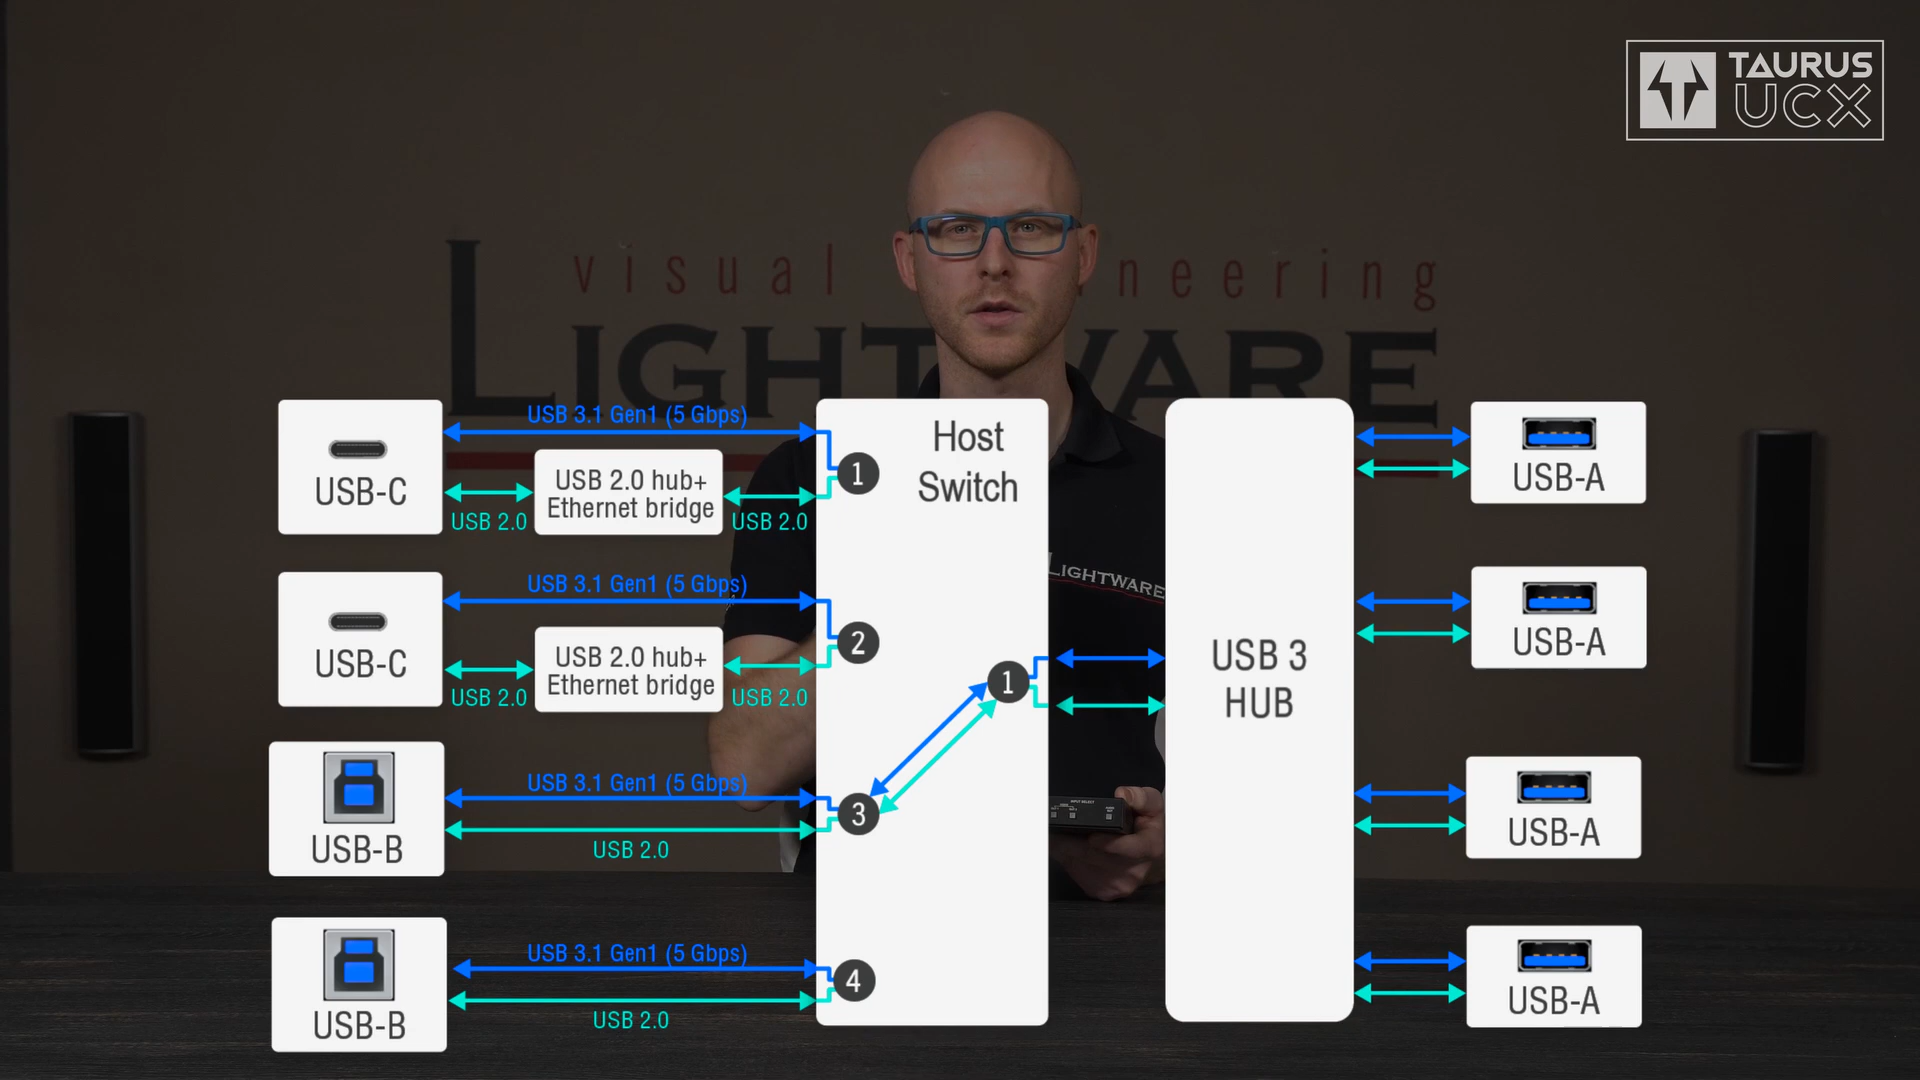 TAURUS
UCX
visual
neering
LIGHTWARE
USB-C
USB 3.1 Gen1 (5 Gbps)
USB 2.0
USB 2.0 hub+
Ethernet bridge
USB 2.0
1
USB-C
USB 3.1 Gen1 (5 Gbps)
USB 2.0
USB 2.0 hub+
Ethernet bridge
USB 2.0
2
USB-B
USB 3.1 Gen1 (5 Gbps)
USB 2.0
3
USB-B
USB 3.1 Gen1 (5 Gbps)
USB 2.0
4
Host
Switch
1
LIGHTWARE
INPUT SELECT
USB 3
HUB
USB-A
USB-A
USB-A
USB-A